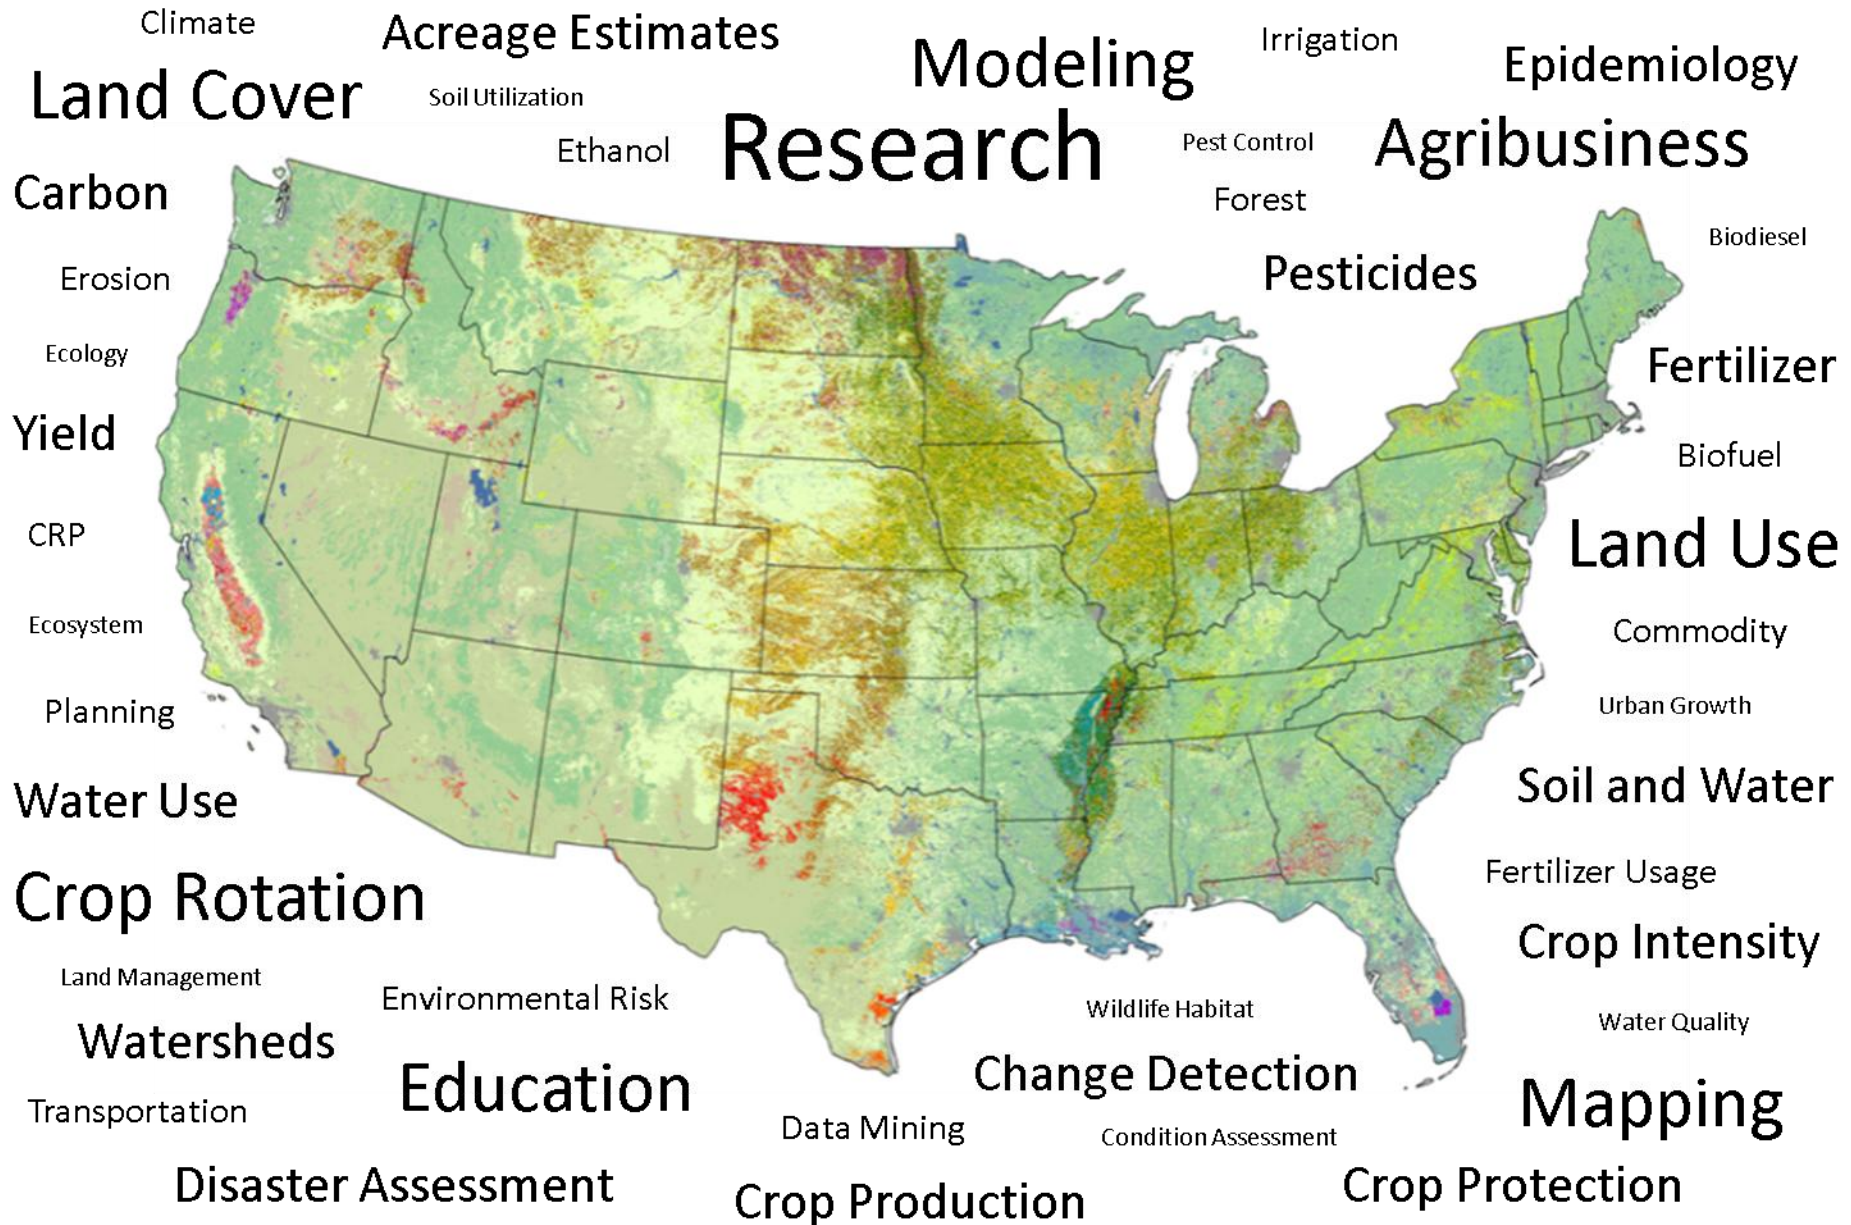 Climate
Acreage Estimates
Modeling
Irrigation
Epidemiology
Land Cover
Soil Utilization
Ethanol
Research
Pest Control
Agribusiness
Carbon
Forest
Biodiesel
Erosion
Pesticides
Ecology
Fertilizer
Yield
Biofuel
CRP
Land Use
Ecosystem
Commodity
Planning
Urban Growth
Water Use
Soil and Water
Crop Rotation
Fertilizer Usage
Crop Intensity
Land Management
Environmental Risk
Wildlife Habitat
Water Quality
Watersheds
Education
Change Detection
Mapping
Transportation
Data Mining
Condition Assessment
Disaster Assessment
Crop Production
Crop Protection